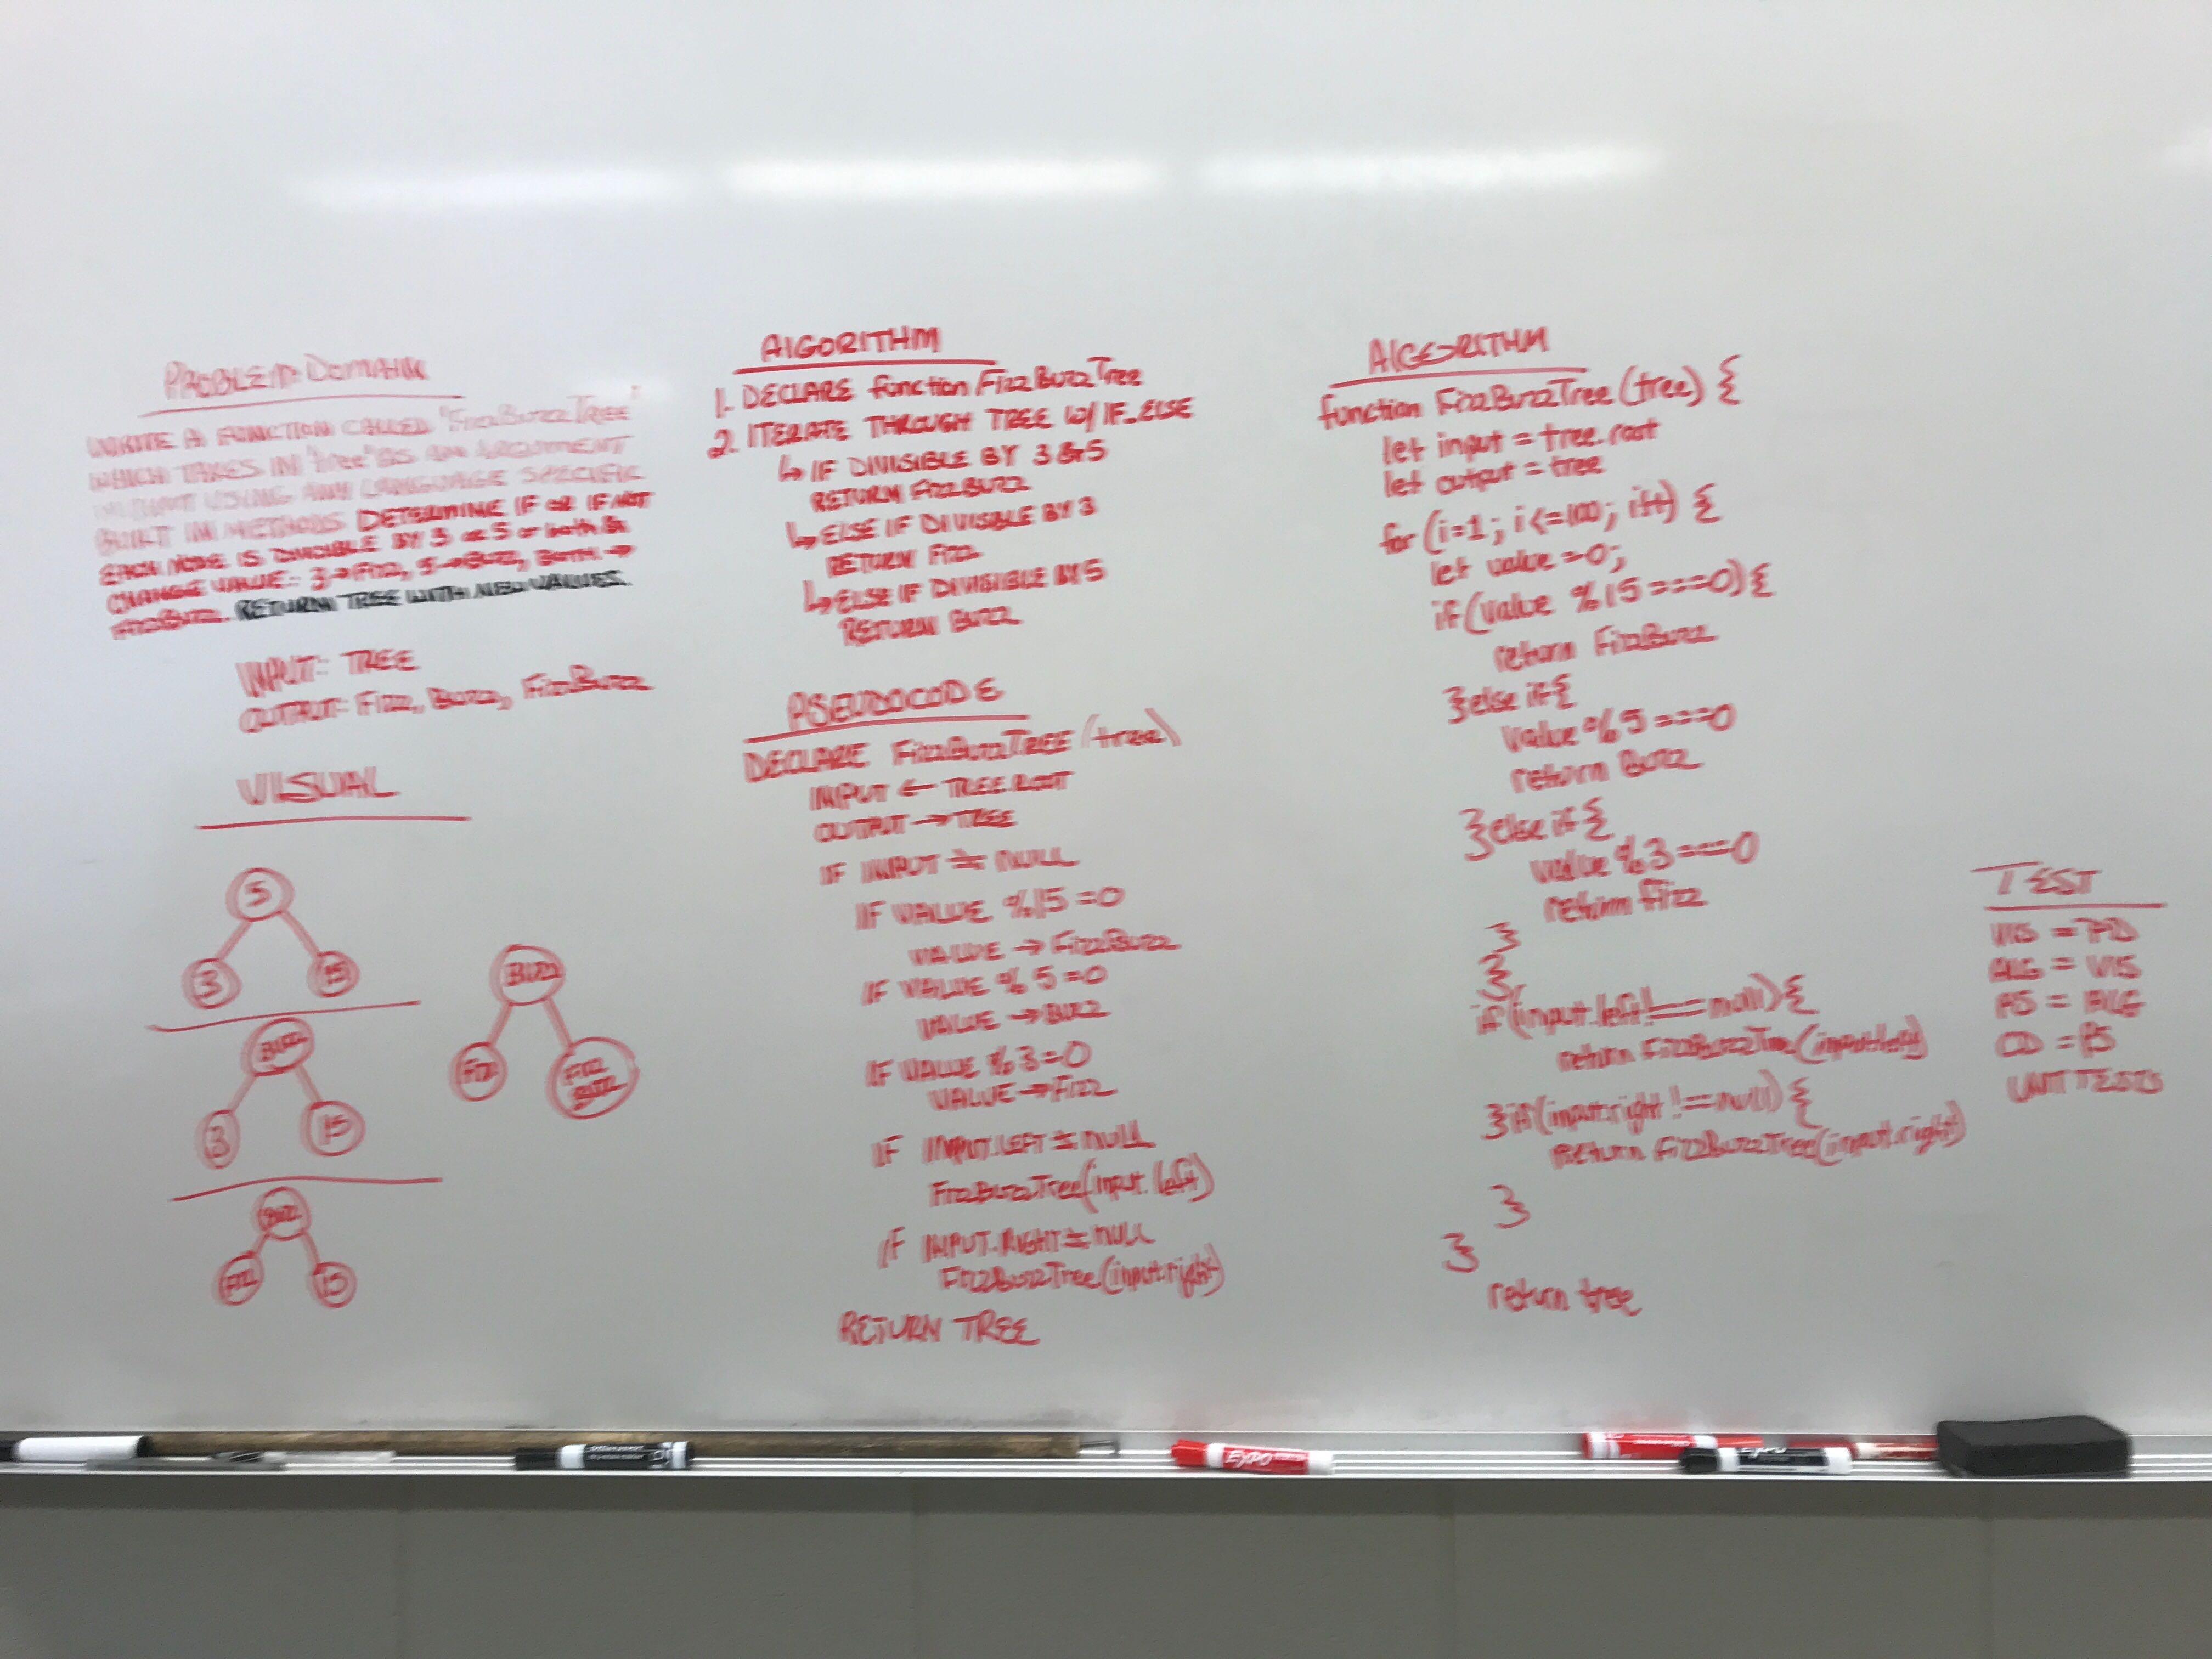 PROBLEM DOMAIN
WRITE A FUNCTION CALLED "FizzBuzzTree"
WHICH TAKES IN "tree" AS AN ARGUMENT
WITHOUT USING ANY LANGUAGE SPECIFIC
BUILT IN METHODS DETERMINE IF OR IF NOT
EACH NODE IS DIVISIBLE BY 3 OR 5 or both &
CHANGE VALUE: 3→Fizz, 5→Buzz, Both →
FizzBuzz. RETURN TREE WITH NEW VALUES.
INPUT: TREE
OUTPUT: Fizz, Buzz, FizzBuzz
VISUAL
5
3 15
Buzz
3 15
Buzz
Fizz 15
Buzz
Fizz Fizz
Buzz
ALGORITHM
1. DECLARE function FizzBuzzTree
2. ITERATE THROUGH TREE W/ IF_ELSE
↳ IF DIVISIBLE BY 3 & 5
RETURN FizzBuzz
↳ ELSE IF DIVISIBLE BY 3
RETURN Fizz
↳ ELSE IF DIVISIBLE BY 5
RETURN Buzz
PSEUDOCODE
DECLARE FizzBuzzTREE (tree)
INPUT ← TREE.ROOT
OUTPUT → TREE
IF INPUT ≠ NULL
IF VALUE %15 =0
VALUE → FizzBuzz
IF VALUE % 5 =0
VALUE → Buzz
IF VALUE % 3=0
VALUE → Fizz
IF INPUT.LEFT ≠ NULL
FizzBuzzTree(input.left)
IF INPUT.RIGHT ≠ NULL
FizzBuzzTree(input.right)
RETURN TREE
ALGORITHM
function FizzBuzzTree (tree) {
let input = tree.root
let output = tree
for (i=1; i<=100; i++) {
let value =0;
if (value %15 ===0) {
return FizzBuzz
}else if {
value %5 ===0
return Buzz
}else if {
value %3 ===0
return Fizz
}
}
if (input.left !== null) {
return FizzBuzzTree(input.left)
}if(input.right !== null) {
return FizzBuzzTree(input.right)
}
}
return tree
TEST
VIS = PD
ALG = VIS
PS = ALG
CD = PS
UNIT TESTS
EXPO
EXPO